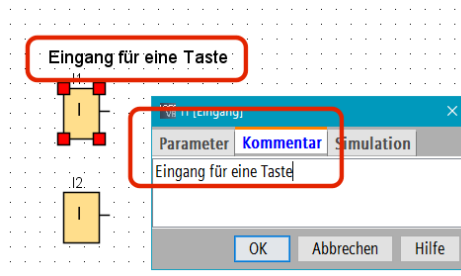 Eingang für eine Taste
I1
I
I1 [Eingang]
Parameter Kommentar Simulation
Eingang für eine Taste
I2
I
OK Abbrechen Hilfe